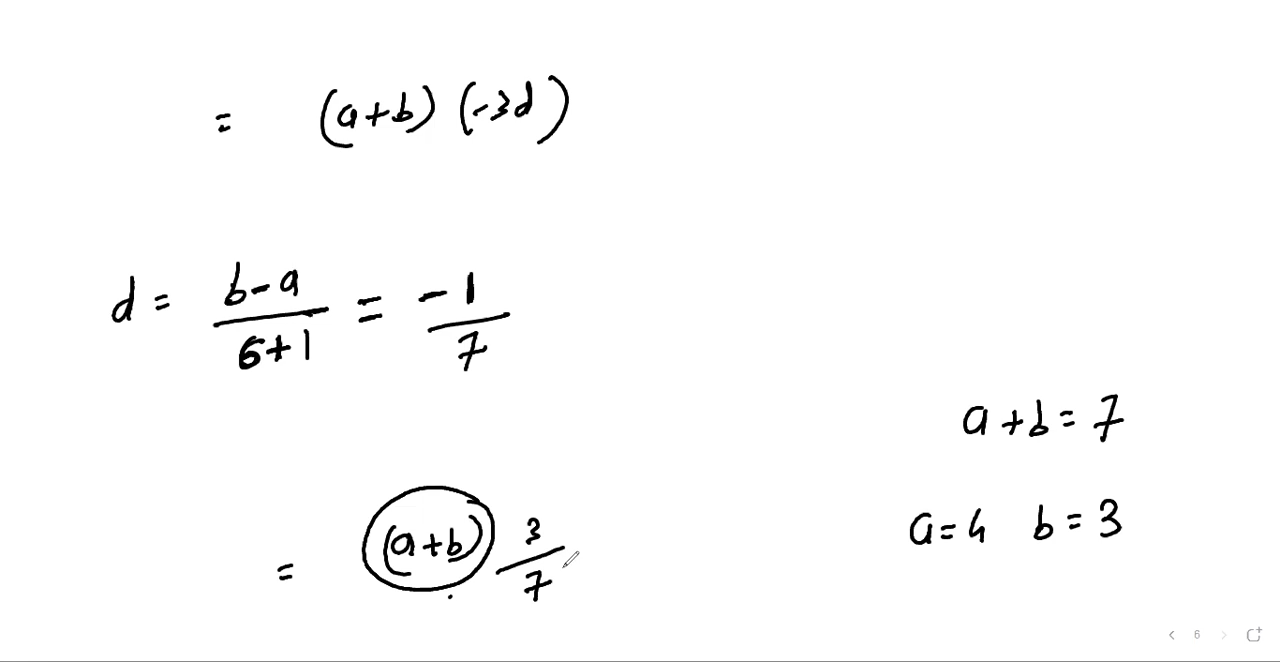 = (a+b) (-3d)
d = b-a / 6+1 = -1 / 7
a+b = 7
a=4 b=3
= (a+b) 3/7
6